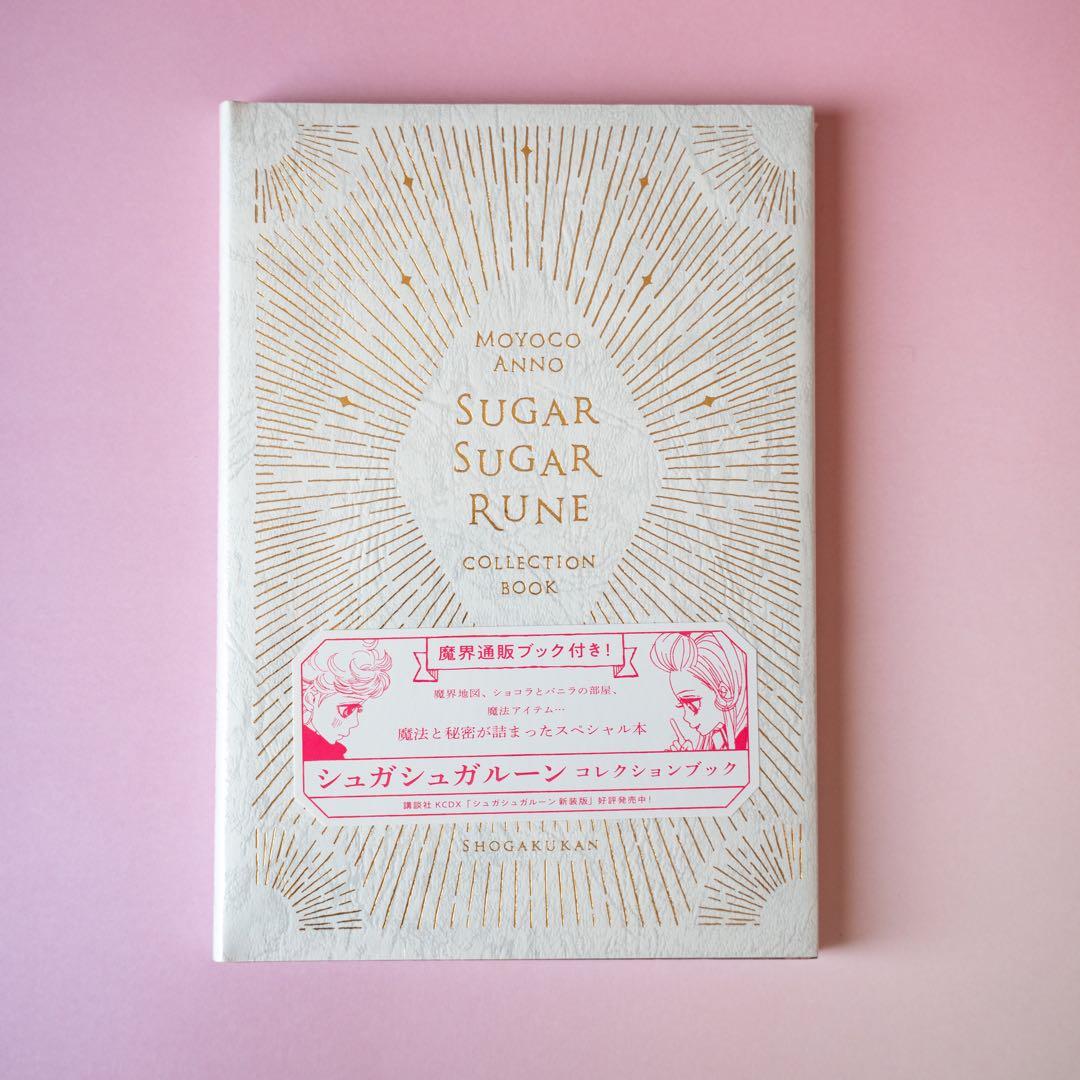 MOYOCO
ANNO
SUGAR
SUGAR
RUNE
COLLECTION
BOOK
魔界通販ブック付き!
魔界地図、ショコラとバニラの部屋、
魔法アイテム…
魔法と秘密が詰まったスペシャル本
シュガシュガルーン コレクションブック
講談社 KCDX「シュガシュガルーン 新装版」好評発売中!
SHOGAKUKAN